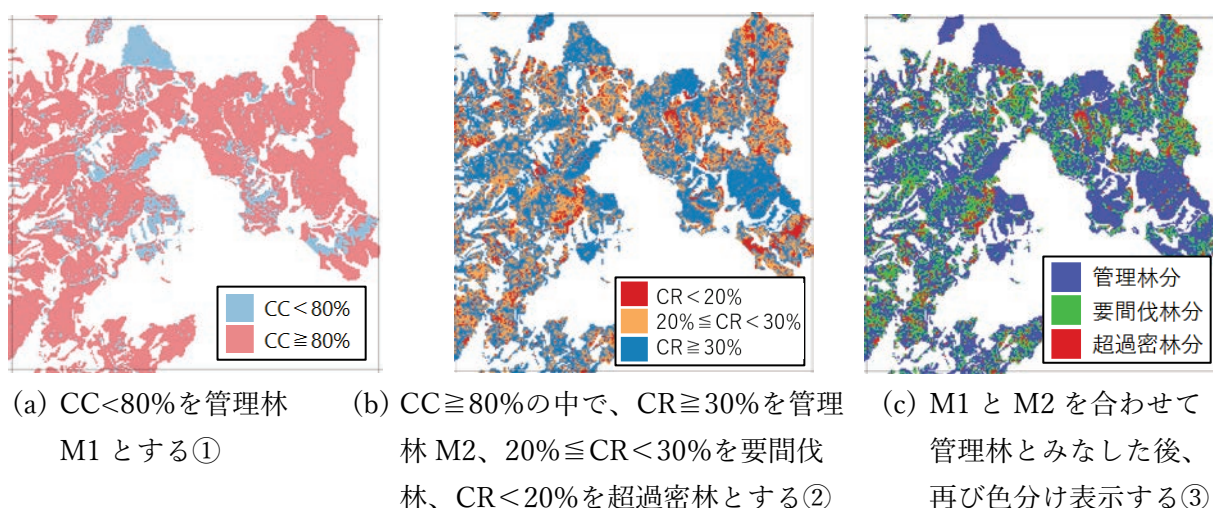 CC<80%
CC≧80%
CR<20%
20%≦CR<30%
CR≧30%
管理林分
要間伐林分
超過密林分
(a) CC<80%を管理林
M1 とする①
(b) CC≧80%の中で、CR≧30%を管理
林 M2、20%≦CR<30%を要間伐
林、CR<20%を超過密林とする②
(c) M1 と M2 を合わせて
管理林とみなした後、
再び色分け表示する③